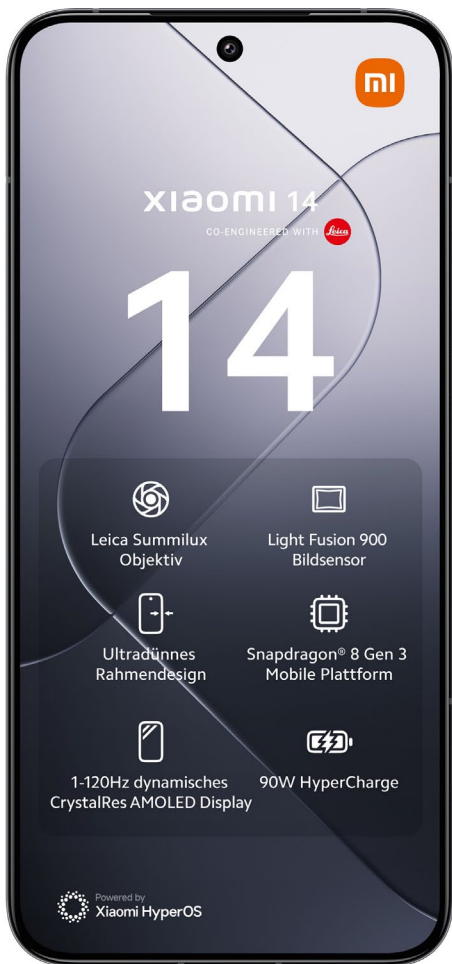 mi
xiaomi 14
CO-ENGINEERED WITH Leica
14
Leica Summilux
Objektiv
Light Fusion 900
Bildsensor
Ultradünnes
Rahmendesign
Snapdragon® 8 Gen 3
Mobile Plattform
1-120Hz dynamisches
CrystalRes AMOLED Display
90W HyperCharge
Powered by
Xiaomi HyperOS